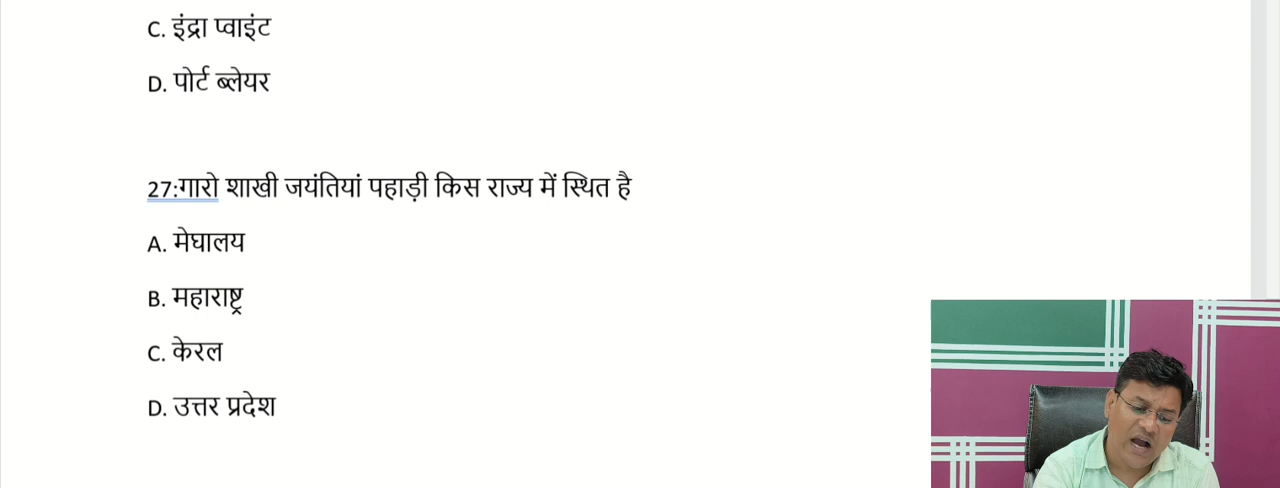 C. इंद्रा प्वाइंट
D. पोर्ट ब्लेयर
27:गारो शाखी जयंतियां पहाड़ी किस राज्य में स्थित है
A. मेघालय
B. महाराष्ट्र
C. केरल
D. उत्तर प्रदेश